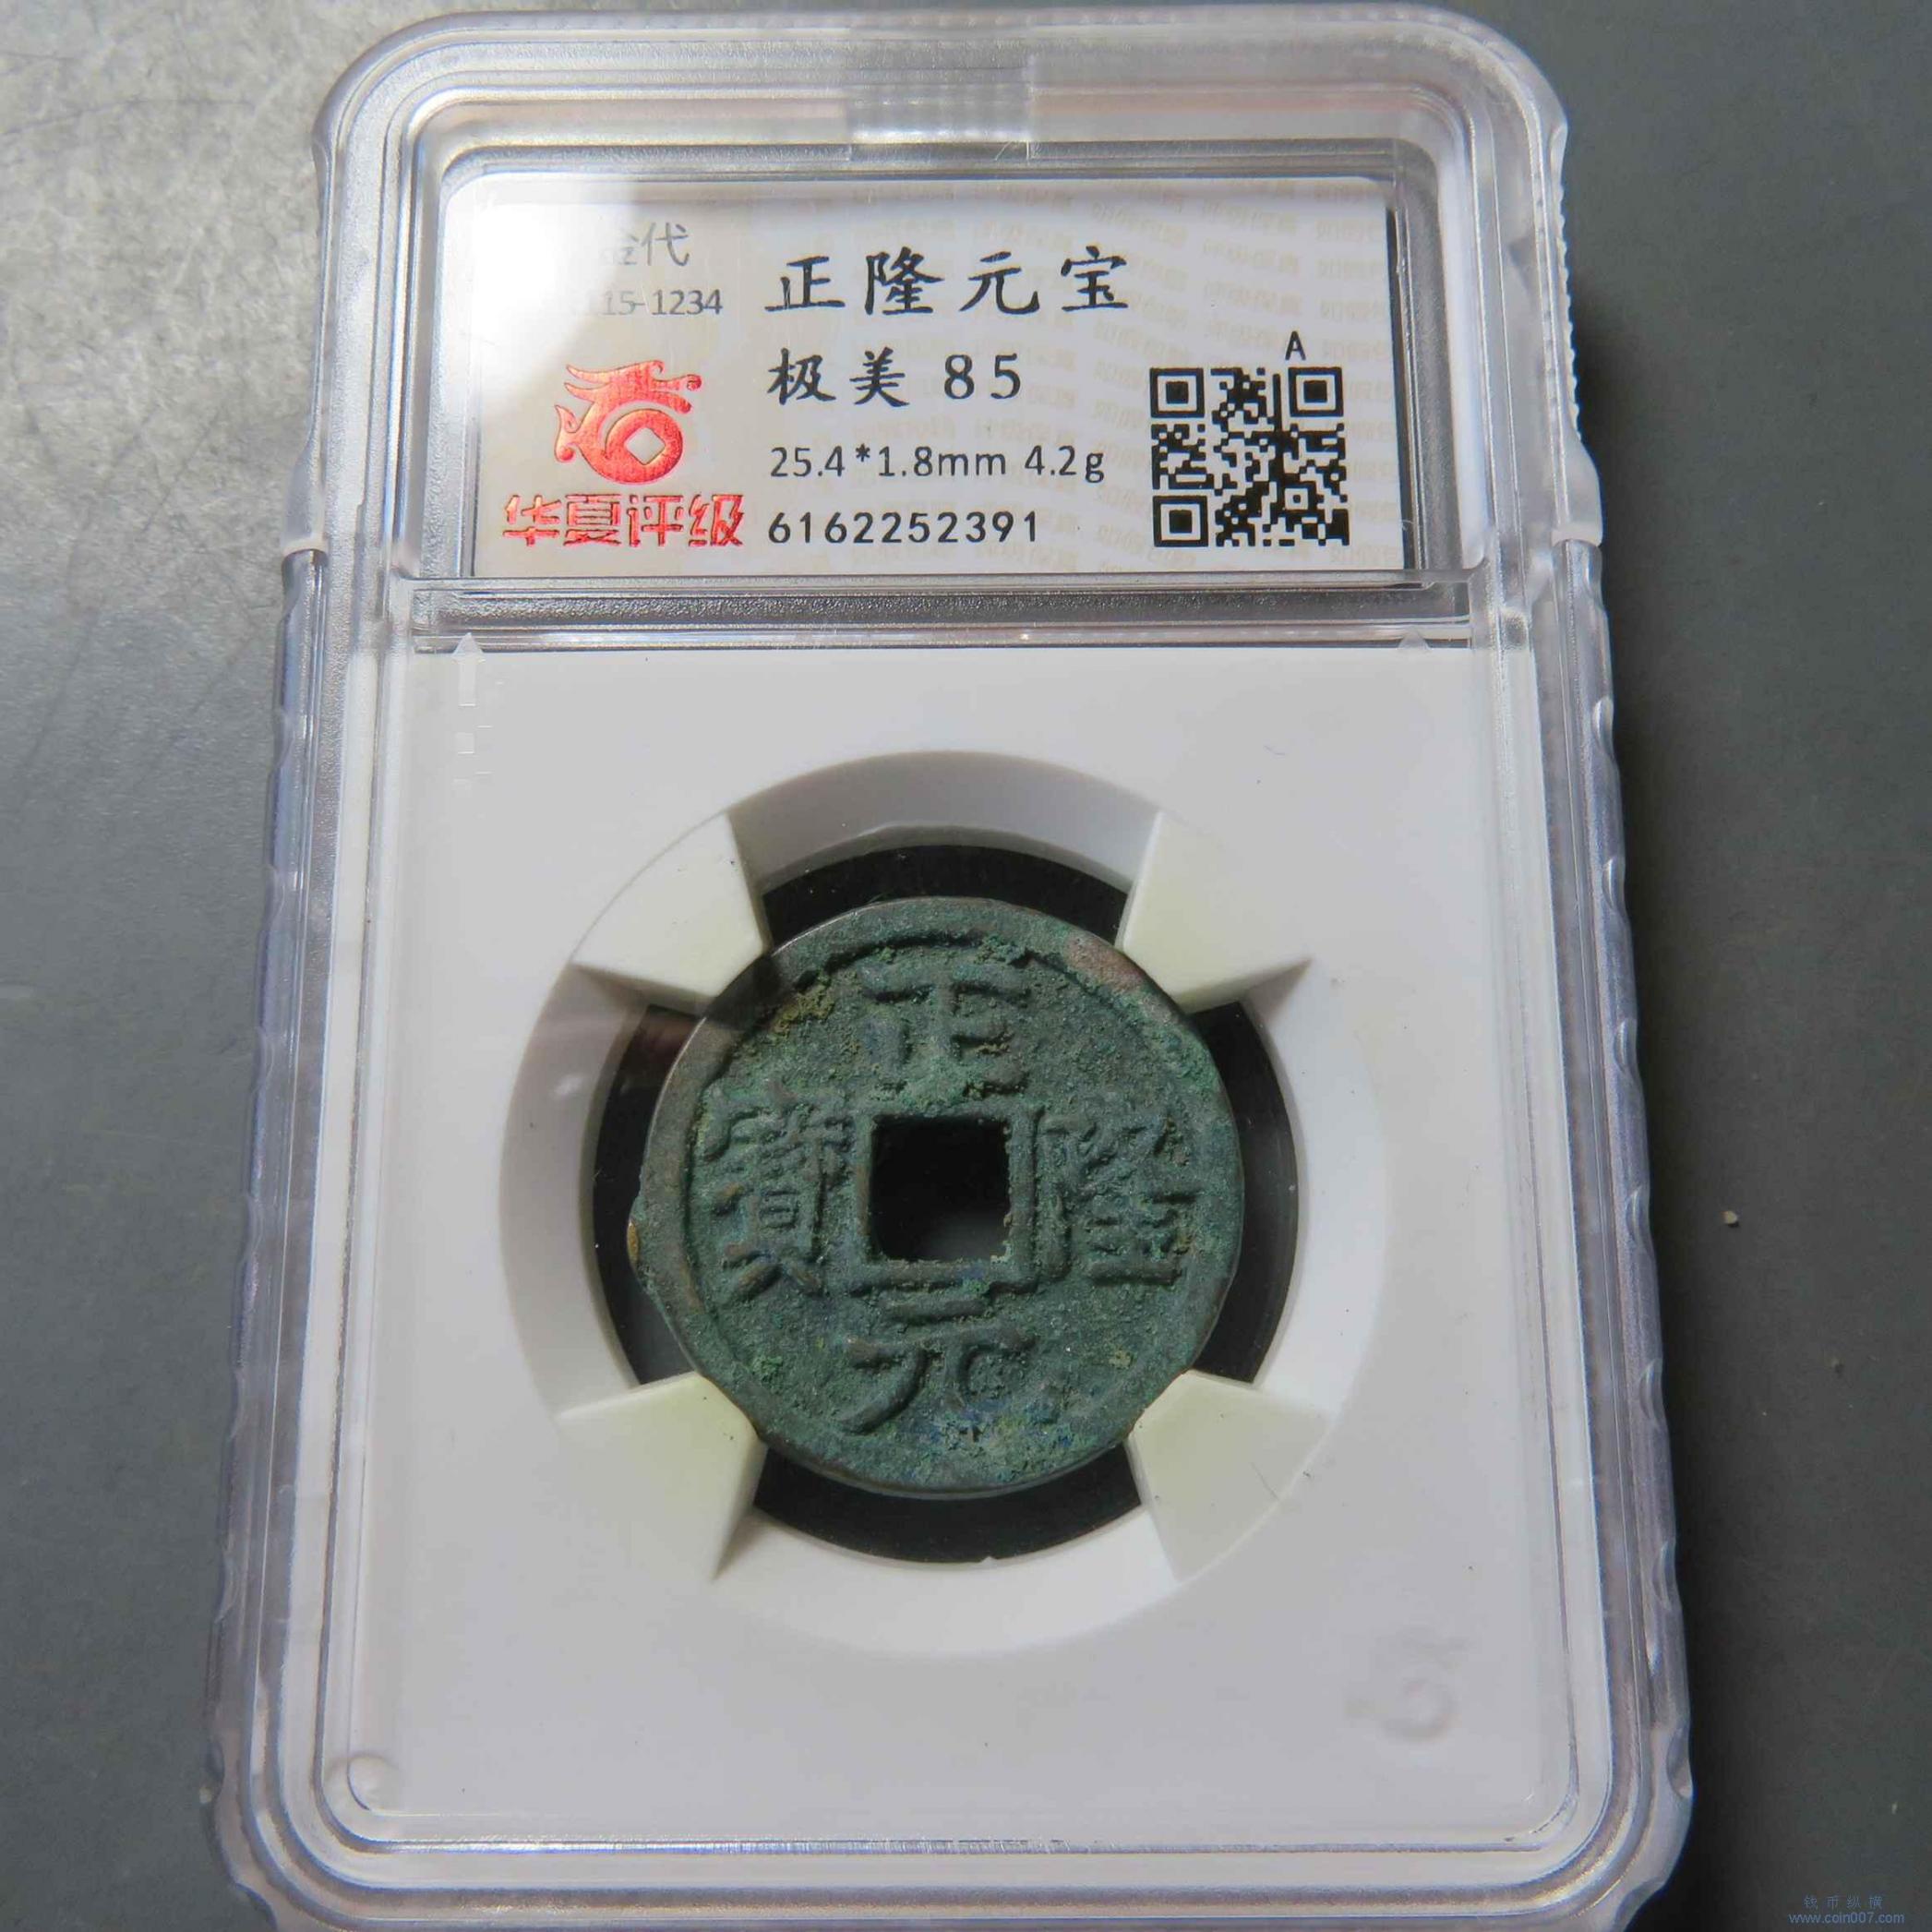 金代
1115-1234
正隆元宝
极美 85
A
25.4*1.8mm 4.2g
华夏评级
6162252391
正隆元寶
钱币纵横
www.coin007.com